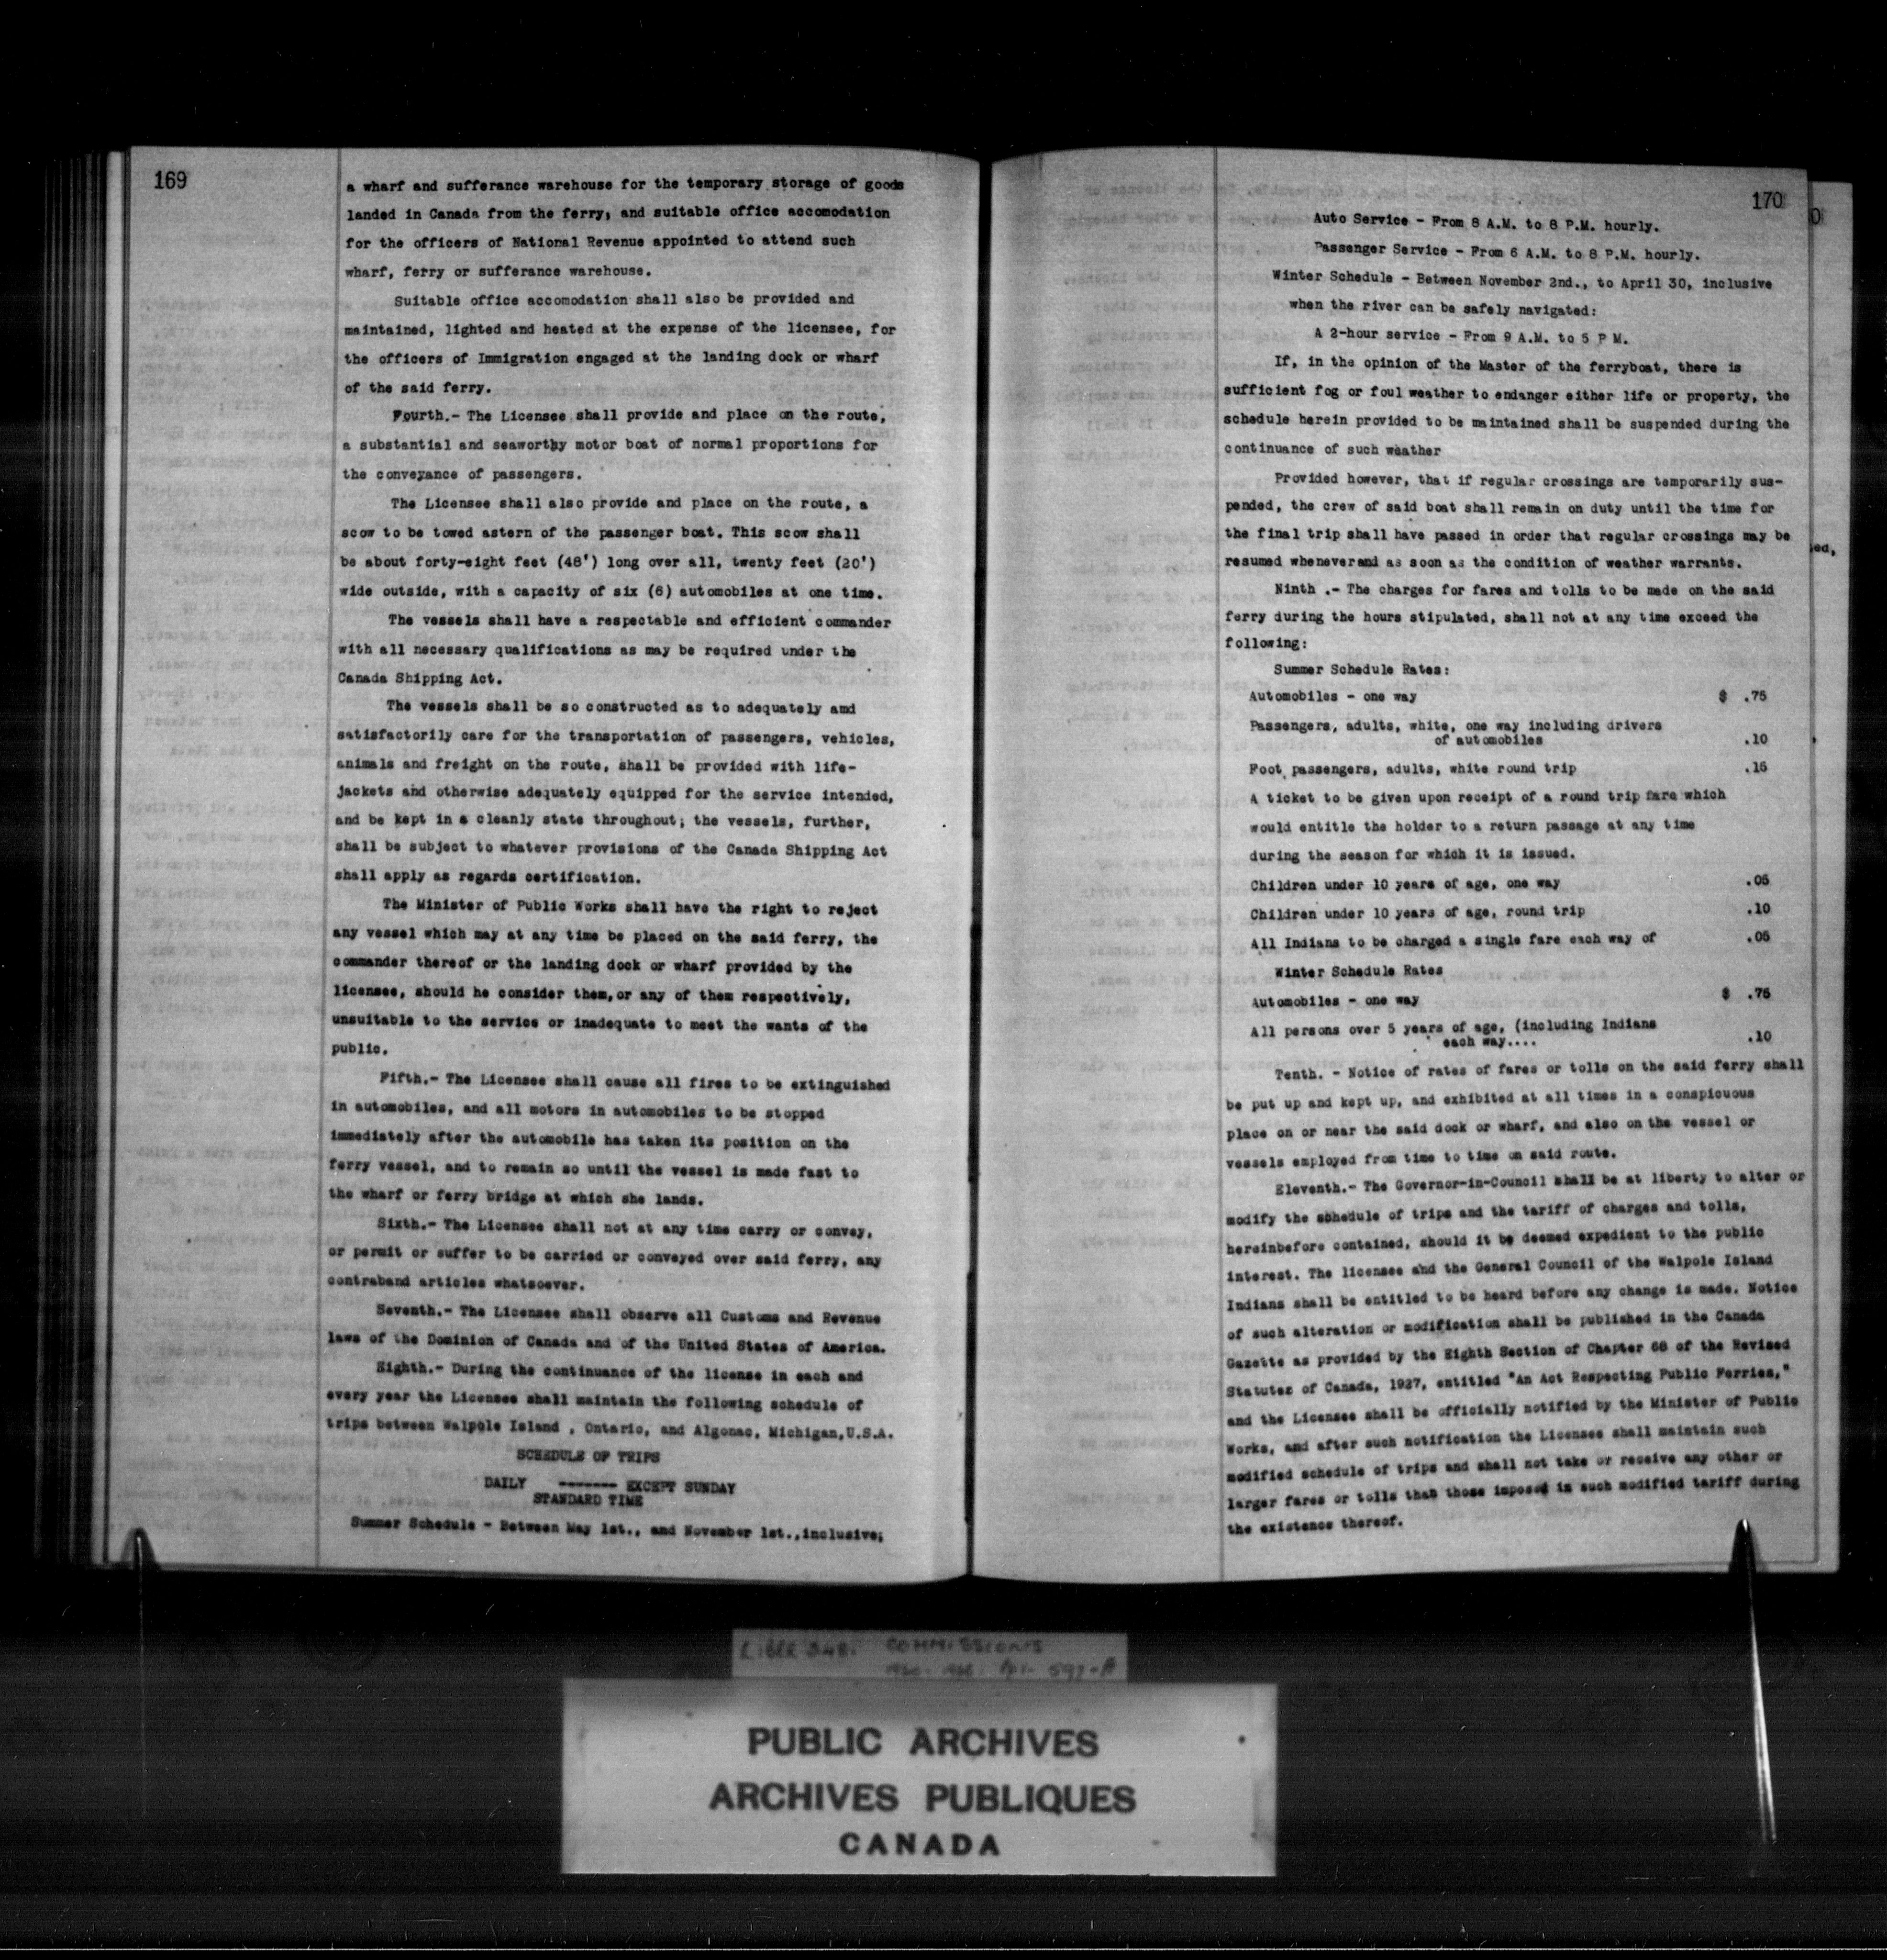 169
a wharf and sufferance warehouse for the temporary storage of goods
landed in Canada from the ferry; and suitable office accomodation
for the officers of National Revenue appointed to attend such
wharf, ferry or sufferance warehouse.
Suitable office accomodation shall also be provided and
maintained, lighted and heated at the expense of the licensee, for
the officers of Immigration engaged at the landing dock or wharf
of the said ferry.
Fourth.- The Licensee shall provide and place on the route,
a substantial and seaworthy motor boat of normal proportions for
the conveyance of passengers.
The Licensee shall also provide and place on the route, a
scow to be towed astern of the passenger boat. This scow shall
be about forty-eight feet (48') long over all, twenty feet (20')
wide outside, with a capacity of six (6) automobiles at one time.
The vessels shall have a respectable and efficient commander
with all necessary qualifications as may be required under the
Canada Shipping Act.
The vessels shall be so constructed as to adequately and
satisfactorily care for the transportation of passengers, vehicles,
animals and freight on the route, shall be provided with life-
jackets and otherwise adequately equipped for the service intended,
and be kept in a cleanly state throughout; the vessels, further,
shall be subject to whatever provisions of the Canada Shipping Act
shall apply as regards certification.
The Minister of Public Works shall have the right to reject
any vessel which may at any time be placed on the said ferry, the
commander thereof or the landing dock or wharf provided by the
licensee, should he consider them, or any of them respectively,
unsuitable to the service or inadequate to meet the wants of the
public.
Fifth.- The Licensee shall cause all fires to be extinguished
in automobiles, and all motors in automobiles to be stopped
immediately after the automobile has taken its position on the
ferry vessel, and to remain so until the vessel is made fast to
the wharf or ferry bridge at which she lands.
Sixth.- The Licensee shall not at any time carry or convey,
or permit or suffer to be carried or conveyed over said ferry, any
contraband articles whatsoever.
Seventh.- The Licensee shall observe all Customs and Revenue
laws of the Dominion of Canada and of the United States of America.
Eighth.- During the continuance of the license in each and
every year the Licensee shall maintain the following schedule of
trips between Walpole Island , Ontario, and Algonac, Michigan,U.S.A.
SCHEDULE OF TRIPS
DAILY ------- EXCEPT SUNDAY
STANDARD TIME
Summer Schedule - Between May 1st., and November 1st.,inclusive;
170
Auto Service - From 8 A.M. to 8 P.M. hourly.
Passenger Service - From 6 A.M. to 8 P.M. hourly.
Winter Schedule - Between November 2nd., to April 30, inclusive
when the river can be safely navigated:
A 2-hour service - From 9 A.M. to 5 P M.
If, in the opinion of the Master of the ferryboat, there is
sufficient fog or foul weather to endanger either life or property, the
schedule herein provided to be maintained shall be suspended during the
continuance of such weather
Provided however, that if regular crossings are temporarily sus-
pended, the crew of said boat shall remain on duty until the time for
the final trip shall have passed in order that regular crossings may be
resumed wheneverand as soon as the condition of weather warrants.
Ninth .- The charges for fares and tolls to be made on the said
ferry during the hours stipulated, shall not at any time exceed the
following:
Summer Schedule Rates:
Automobiles - one way $ .75
Passengers, adults, white, one way including drivers
of automobiles .10
Foot passengers, adults, white round trip .15
A ticket to be given upon receipt of a round trip fare which
would entitle the holder to a return passage at any time
during the season for which it is issued.
Children under 10 years of age, one way .05
Children under 10 years of age, round trip .10
All Indians to be charged a single fare each way of .05
Winter Schedule Rates
Automobiles - one way $ .75
All persons over 5 years of age, (including Indians
each way.... .10
Tenth. - Notice of rates of fares or tolls on the said ferry shall
be put up and kept up, and exhibited at all times in a conspicuous
place on or near the said dock or wharf, and also on the vessel or
vessels employed from time to time on said route.
Eleventh.- The Governor-in-Council shall be at liberty to alter or
modify the schedule of trips and the tariff of charges and tolls,
hereinbefore contained, should it be deemed expedient to the public
interest. The licensee and the General Council of the Walpole Island
Indians shall be entitled to be heard before any change is made. Notice
of such alteration or modification shall be published in the Canada
Gazette as provided by the Eighth Section of Chapter 68 of the Revised
Statutes of Canada, 1927, entitled "An Act Respecting Public Ferries,"
and the Licensee shall be officially notified by the Minister of Public
Works, and after such notification the Licensee shall maintain such
modified schedule of trips and shall not take or receive any other or
larger fares or tolls than those imposed in such modified tariff during
the existence thereof.
LIBER 348. COMMISSIONS
597-A
PUBLIC ARCHIVES
ARCHIVES PUBLIQUES
CANADA